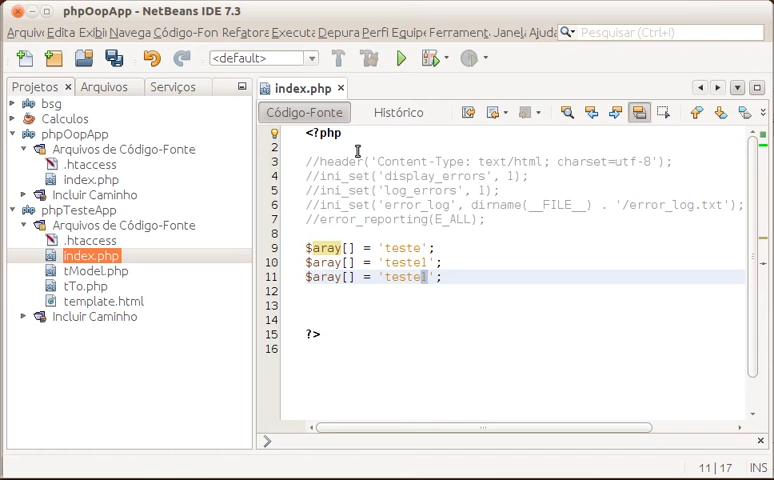 phpOopApp - NetBeans IDE 7.3
Arquivo Editar Exibir Navega Código-Fon Refatora Executa Depura Perfi Equipe Ferrament. Janela Ajuda Pesquisar (Ctrl+I)
<default>
Projetos Arquivos Serviços index.php
Código-Fonte Histórico
bsg
Calculos
phpOopApp
Arquivos de Código-Fonte
.htaccess
index.php
Incluir Caminho
phpTesteApp
Arquivos de Código-Fonte
.htaccess
index.php
tModel.php
tTo.php
template.html
Incluir Caminho
<?php
2
3 //header('Content-Type: text/html; charset=utf-8');
4 //ini_set('display_errors', 1);
5 //ini_set('log_errors', 1);
6 //ini_set('error_log', dirname(__FILE__) . '/error_log.txt');
7 //error_reporting(E_ALL);
8
9 $aray[] = 'teste';
10 $aray[] = 'teste1';
11 $aray[] = 'teste1';
12
13
14
15 ?>
16
11 | 17 INS